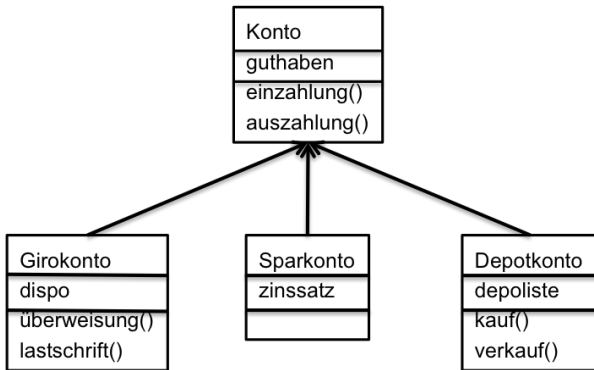 Konto
guthaben
einzahlung()
auszahlung()
Girokonto
dispo
überweisung()
lastschrift()
Sparkonto
zinssatz
Depotkonto
depoliste
kauf()
verkauf()